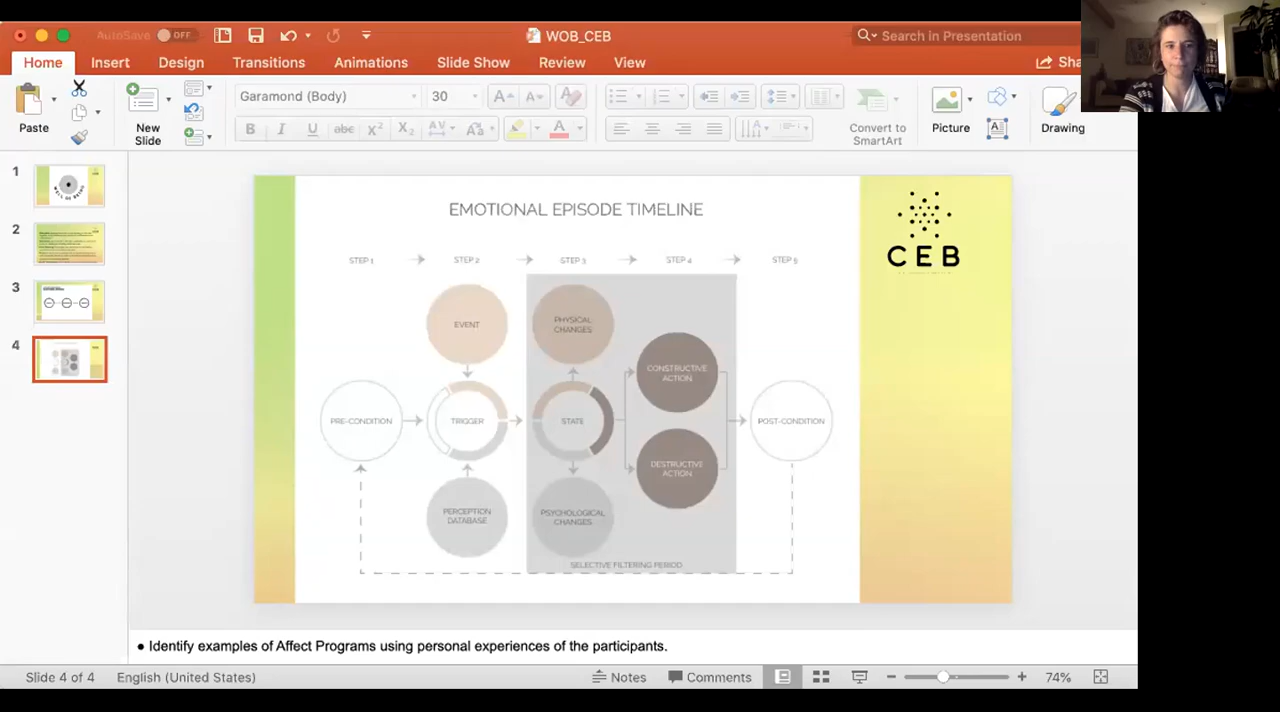 AutoSave OFF
WOB_CEB
Search in Presentation
Home Insert Design Transitions Animations Slide Show Review View Sha
Paste
New
Slide
Garamond (Body) 30
Convert to
SmartArt
Picture
Drawing
1
2
3
4
EMOTIONAL EPISODE TIMELINE
STEP 1 STEP 2 STEP 3 STEP 4 STEP 5
EVENT
PHYSICAL
CHANGES
CONSTRUCTIVE
ACTION
PRE-CONDITION
TRIGGER
STATE
POST-CONDITION
DESTRUCTIVE
ACTION
PERCEPTION
DATABASE
PSYCHOLOGICAL
CHANGES
SELECTIVE FILTERING PERIOD
CEB
• Identify examples of Affect Programs using personal experiences of the participants.
Slide 4 of 4 English (United States) Notes Comments 74%